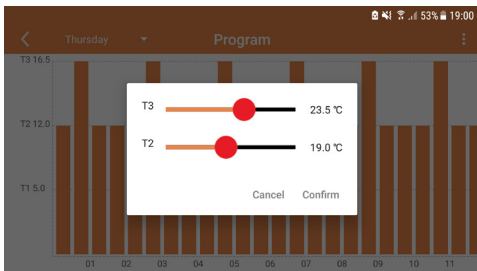 53% 19:00
Thursday Program
T3 16.5
T3 23.5 ℃
T2 12.0
T2 19.0 ℃
T1 5.0
Cancel Confirm
01 02 03 04 05 06 07 08 09 10 11